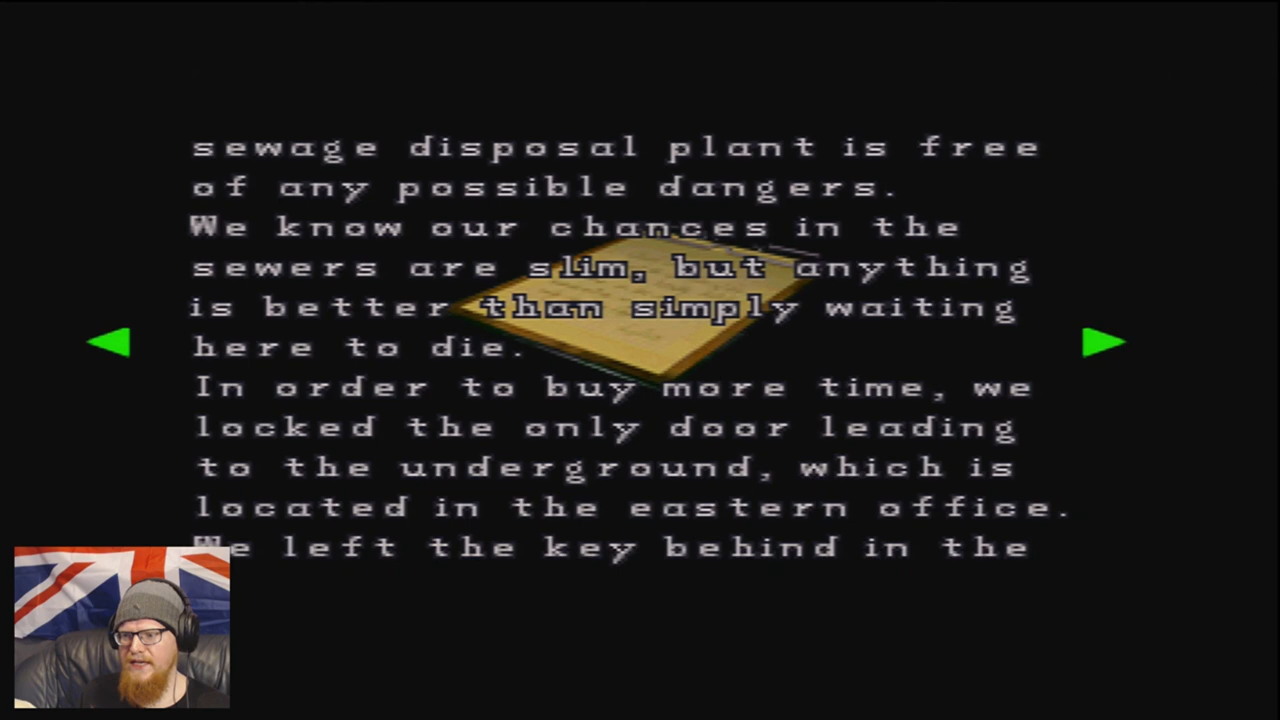 sewage disposal plant is free
of any possible dangers.
We know our chances in the
sewers are slim, but anything
is better than simply waiting
here to die.
In order to buy more time, we
locked the only door leading
to the underground, which is
located in the eastern office.
We left the key behind in the